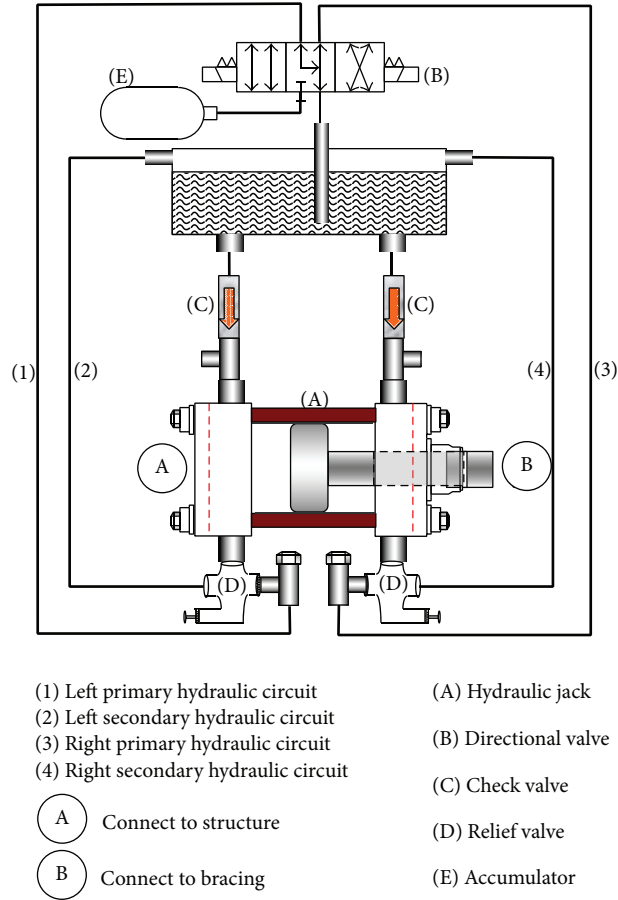 (E)
(B)
(C)
(C)
(1)
(2)
(4)
(3)
(A)
A
B
(D)
(D)
(1) Left primary hydraulic circuit
(2) Left secondary hydraulic circuit
(3) Right primary hydraulic circuit
(4) Right secondary hydraulic circuit
A Connect to structure
B Connect to bracing
(A) Hydraulic jack
(B) Directional valve
(C) Check valve
(D) Relief valve
(E) Accumulator